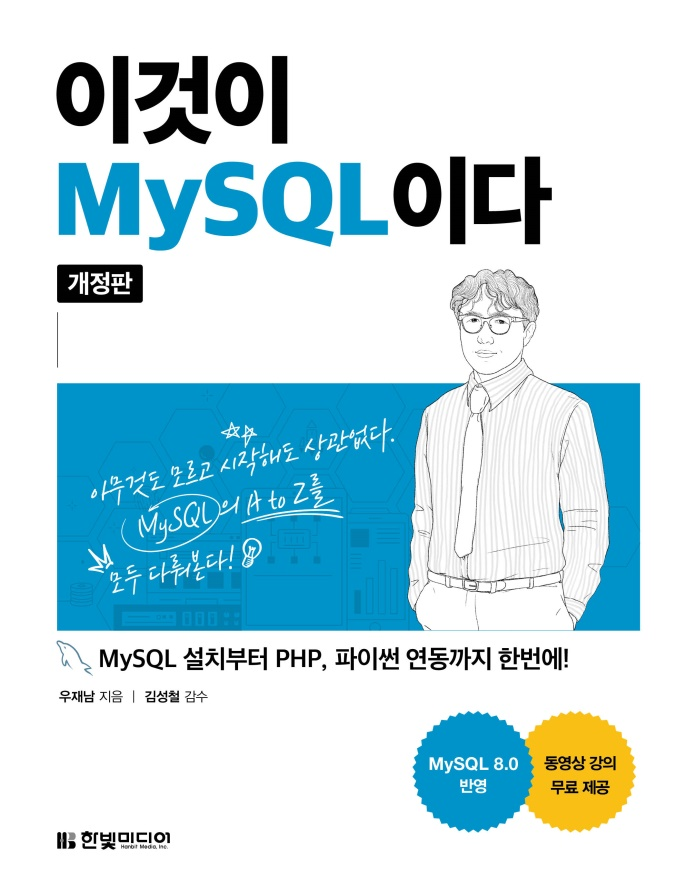 이것이
MySQL이다
개정판
아무것도 모르고 시작해도 상관없다.
MySQL의 A to Z를
모두 다뤄본다!
MySQL 설치부터 PHP, 파이썬 연동까지 한번에!
우재남 지음 | 김성철 감수
MySQL 8.0
반영
동영상 강의
무료 제공
한빛미디어
Hanbit Media, Inc.